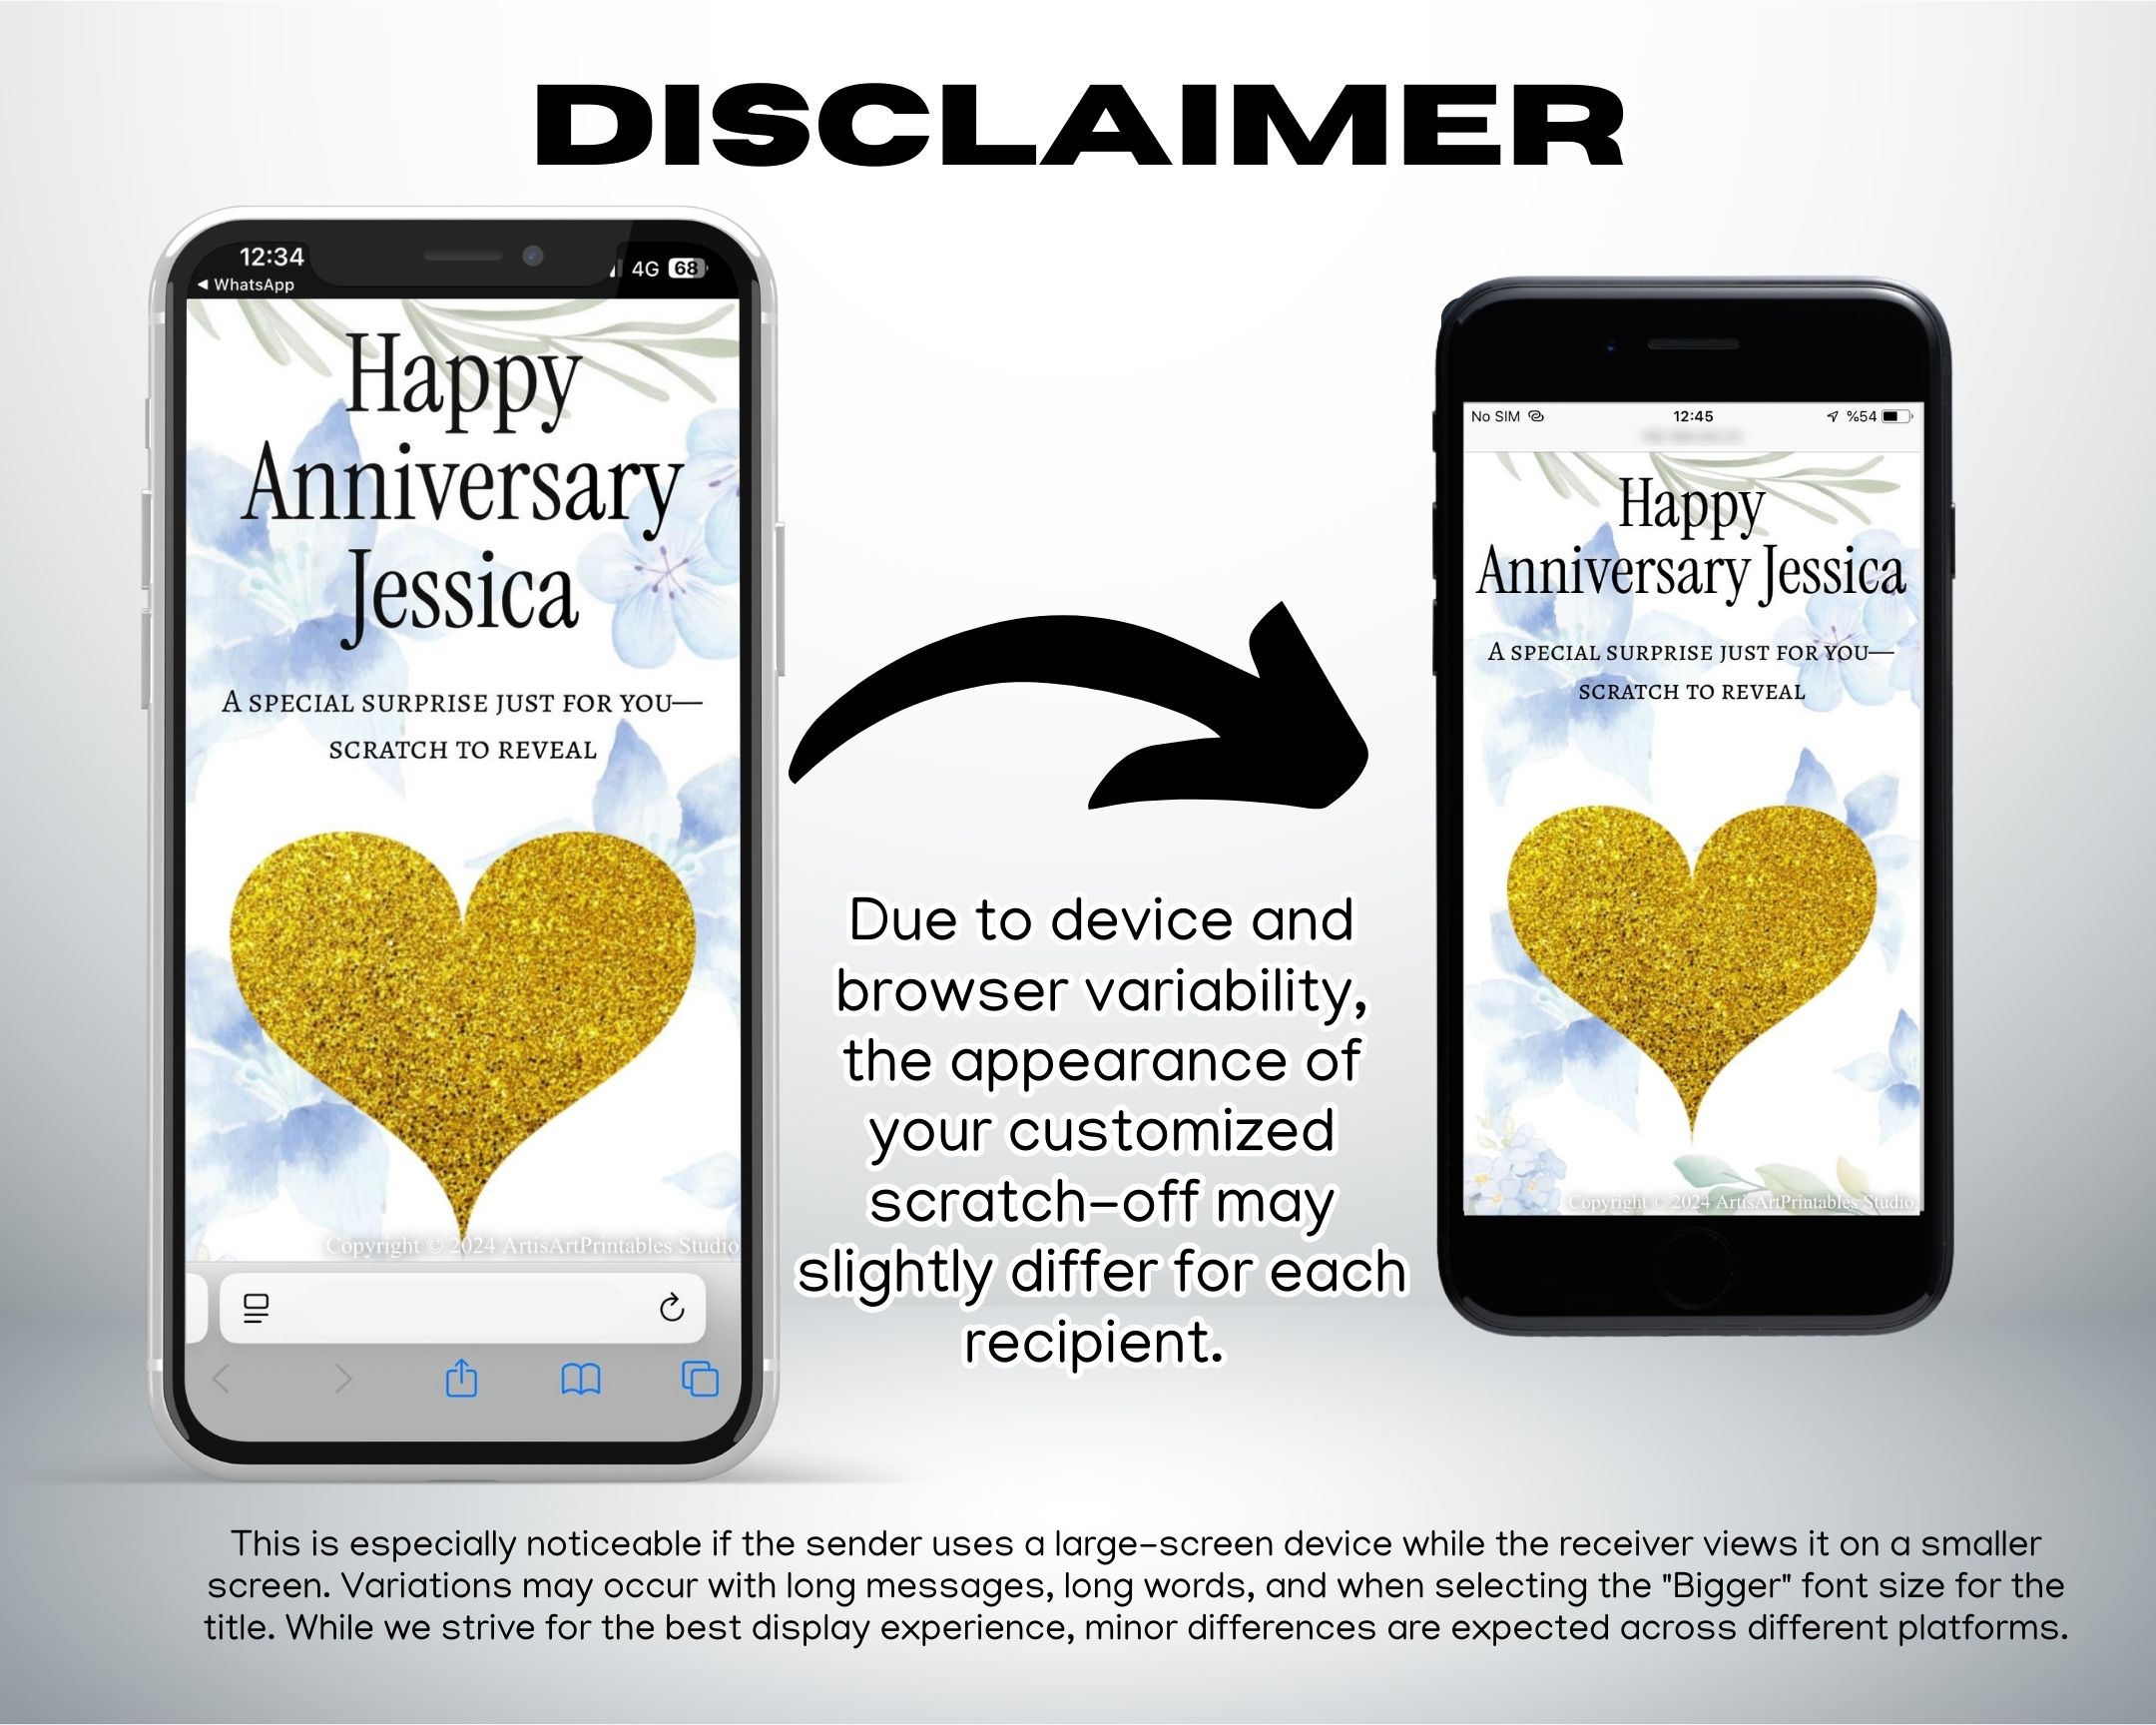 DISCLAIMER
12:34
4G 68
◄ WhatsApp
Happy
Anniversary
Jessica
A SPECIAL SURPRISE JUST FOR YOU—
SCRATCH TO REVEAL
Copyright © 2024 ArtisArtPrintables Studio
No SIM
12:45
%54
Happy
Anniversary Jessica
A SPECIAL SURPRISE JUST FOR YOU—
SCRATCH TO REVEAL
Copyright © 2024 ArtisArtPrintables Studio
Due to device and
browser variability,
the appearance of
your customized
scratch-off may
slightly differ for each
recipient.
This is especially noticeable if the sender uses a large-screen device while the receiver views it on a smaller
screen. Variations may occur with long messages, long words, and when selecting the "Bigger" font size for the
title. While we strive for the best display experience, minor differences are expected across different platforms.